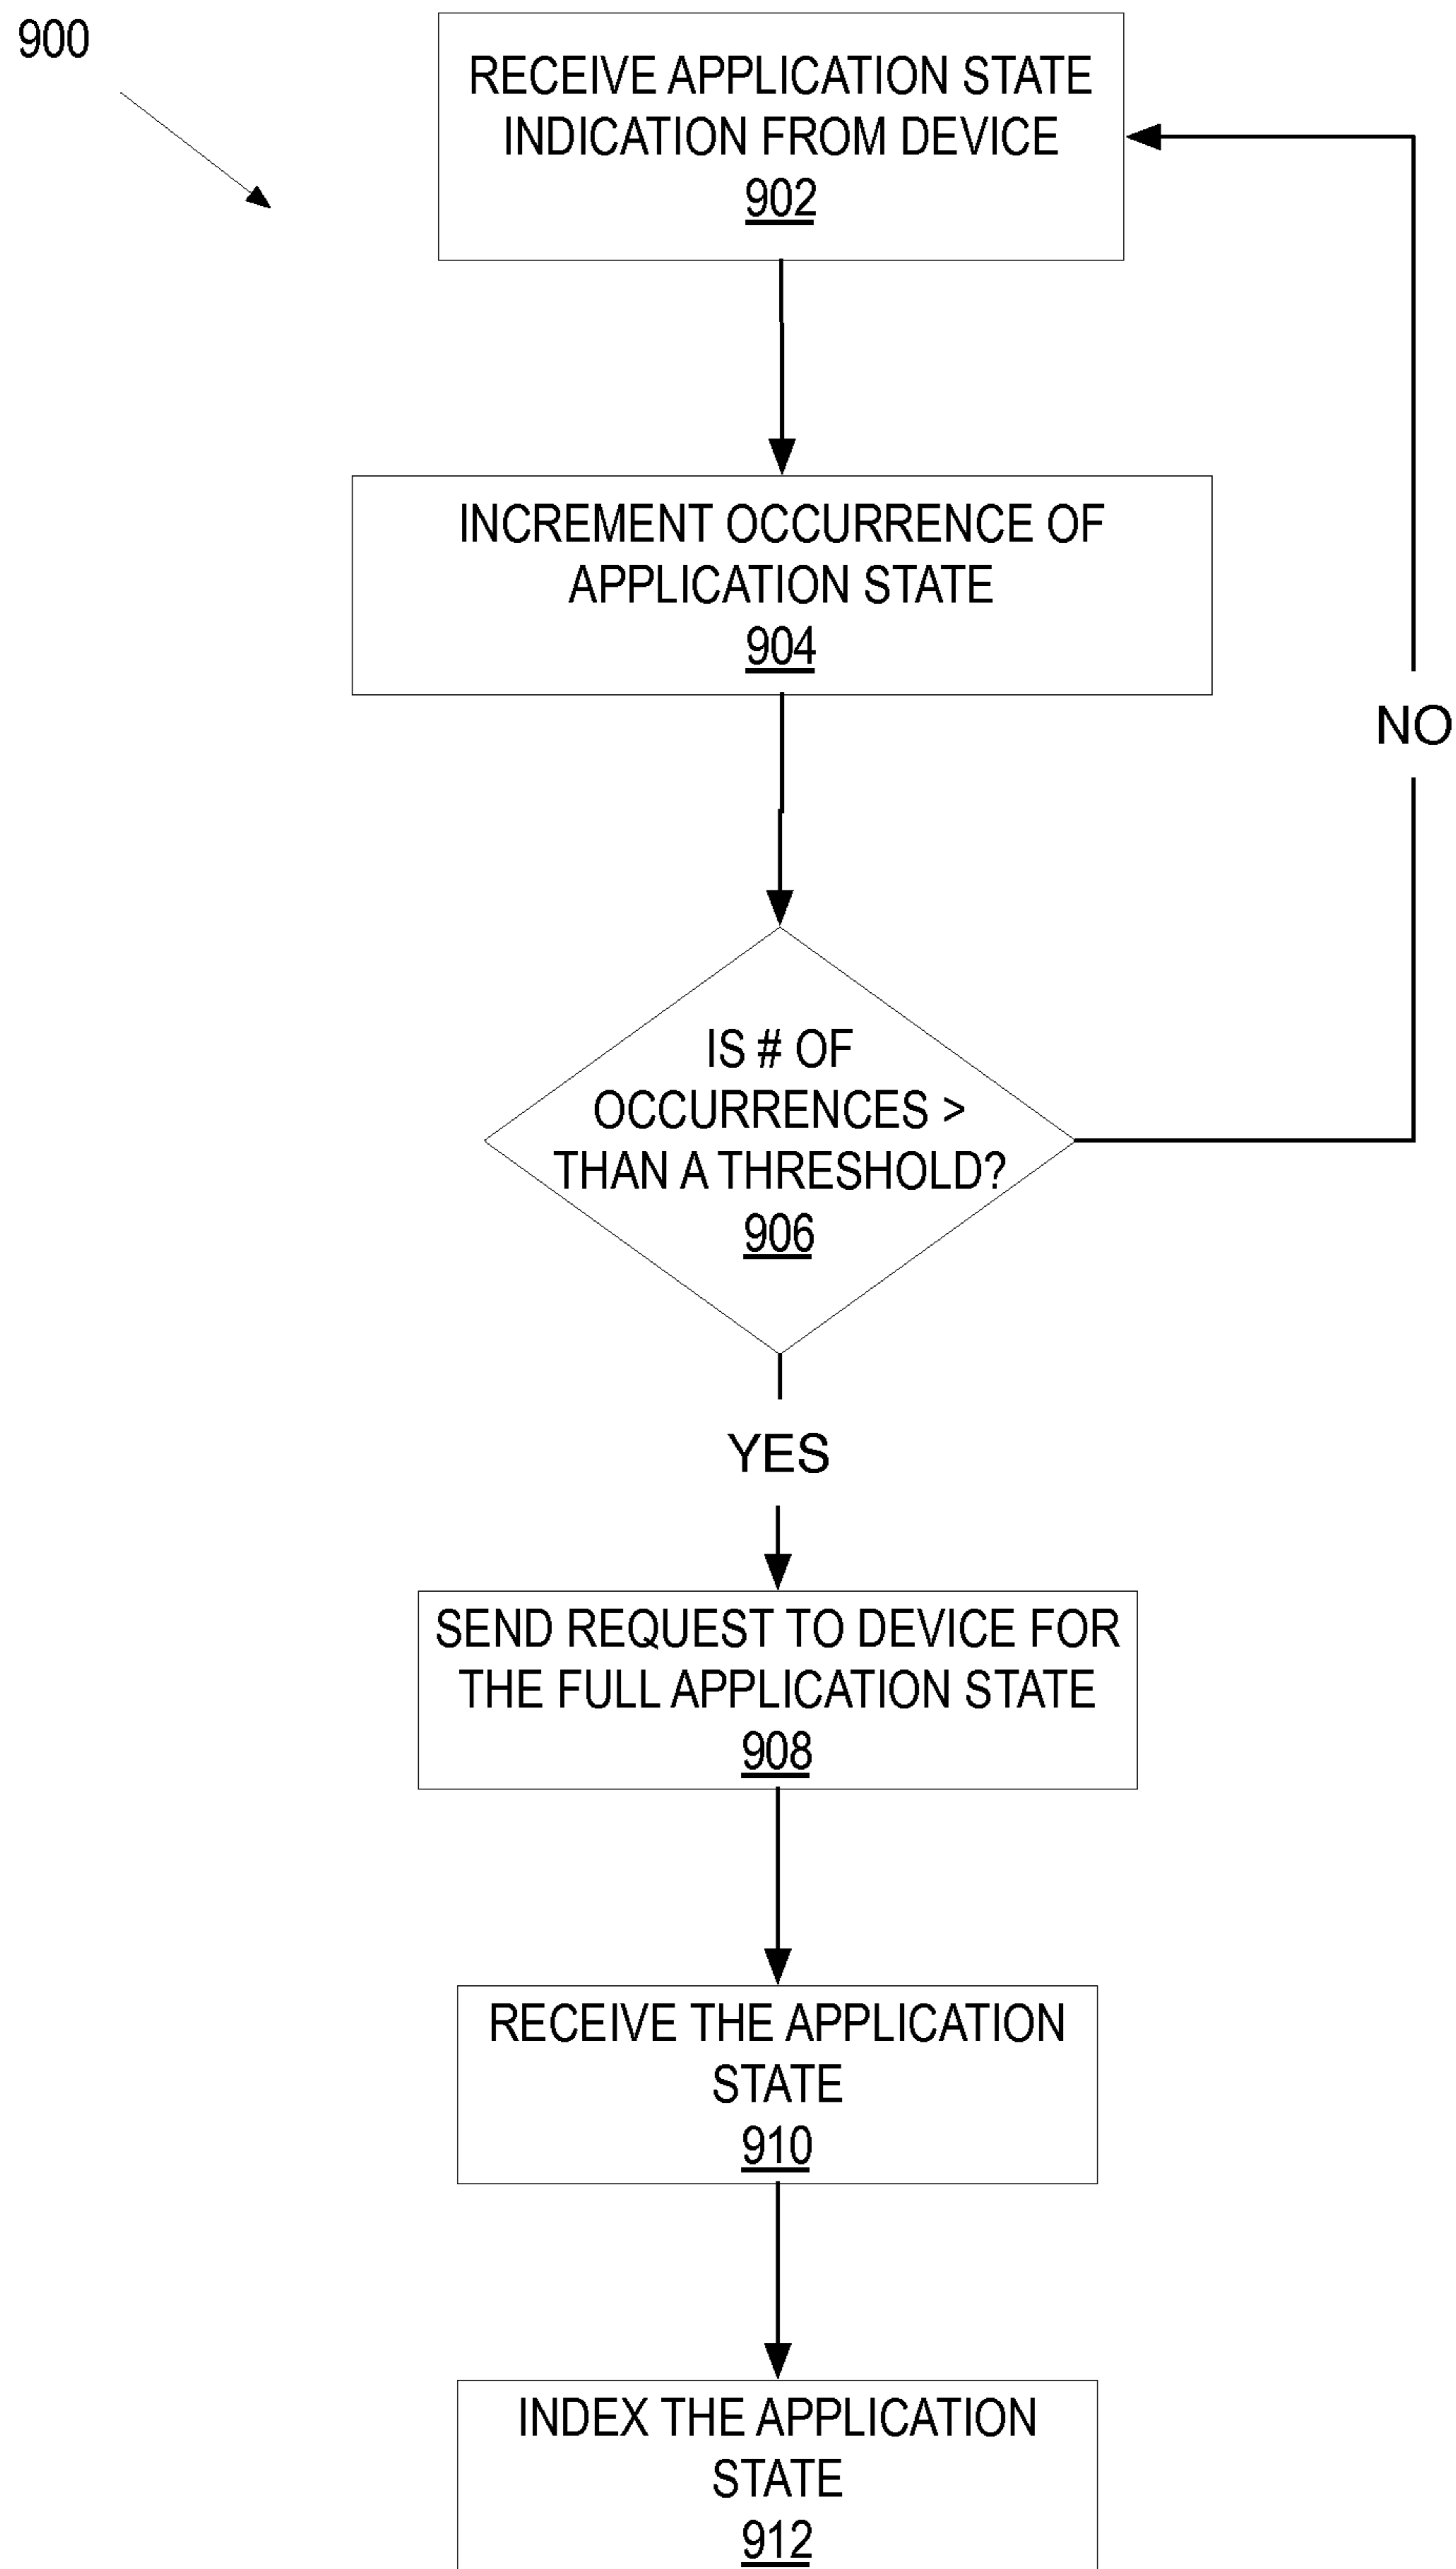 900
RECEIVE APPLICATION STATE
INDICATION FROM DEVICE
902
INCREMENT OCCURRENCE OF
APPLICATION STATE
904
NO
IS # OF
OCCURRENCES >
THAN A THRESHOLD?
906
YES
SEND REQUEST TO DEVICE FOR
THE FULL APPLICATION STATE
908
RECEIVE THE APPLICATION
STATE
910
INDEX THE APPLICATION
STATE
912